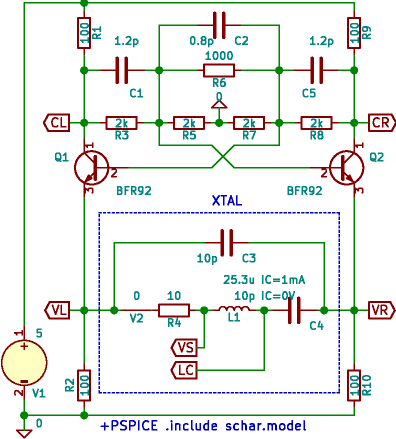 R1
100
1.2p
C1
0.8p
C2
1000
R6
0
1.2p
C5
R9
100
CL
2k
R3
2k
R5
2k
R7
2k
R8
CR
Q1
1
2
3
BFR92
BFR92
Q2
1
2
3
XTAL
10p
C3
25.3u IC=1mA
10p IC=0V
VL
0
V2
10
R4
L1
C4
VR
VS
LC
1
5
2
V1
R2
100
R10
100
0
+PSPICE .include schar.model